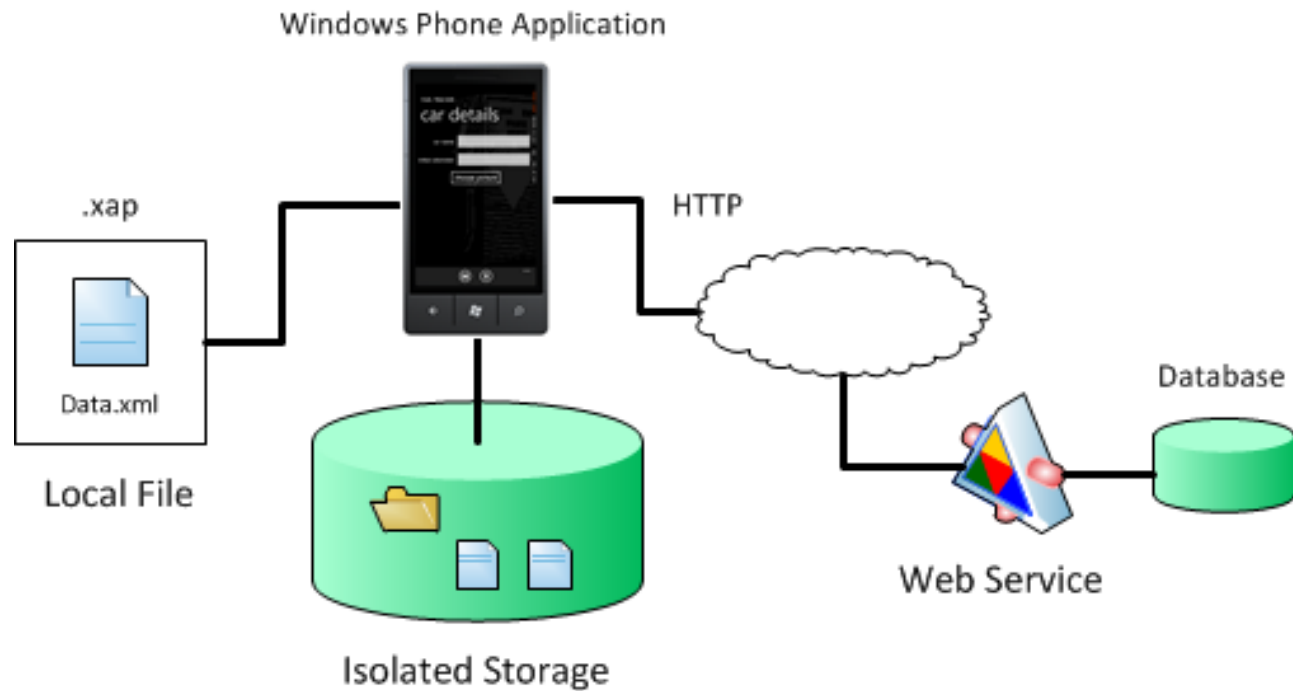 Windows Phone Application
car details
.xap
HTTP
Data.xml
Database
Local File
Web Service
Isolated Storage